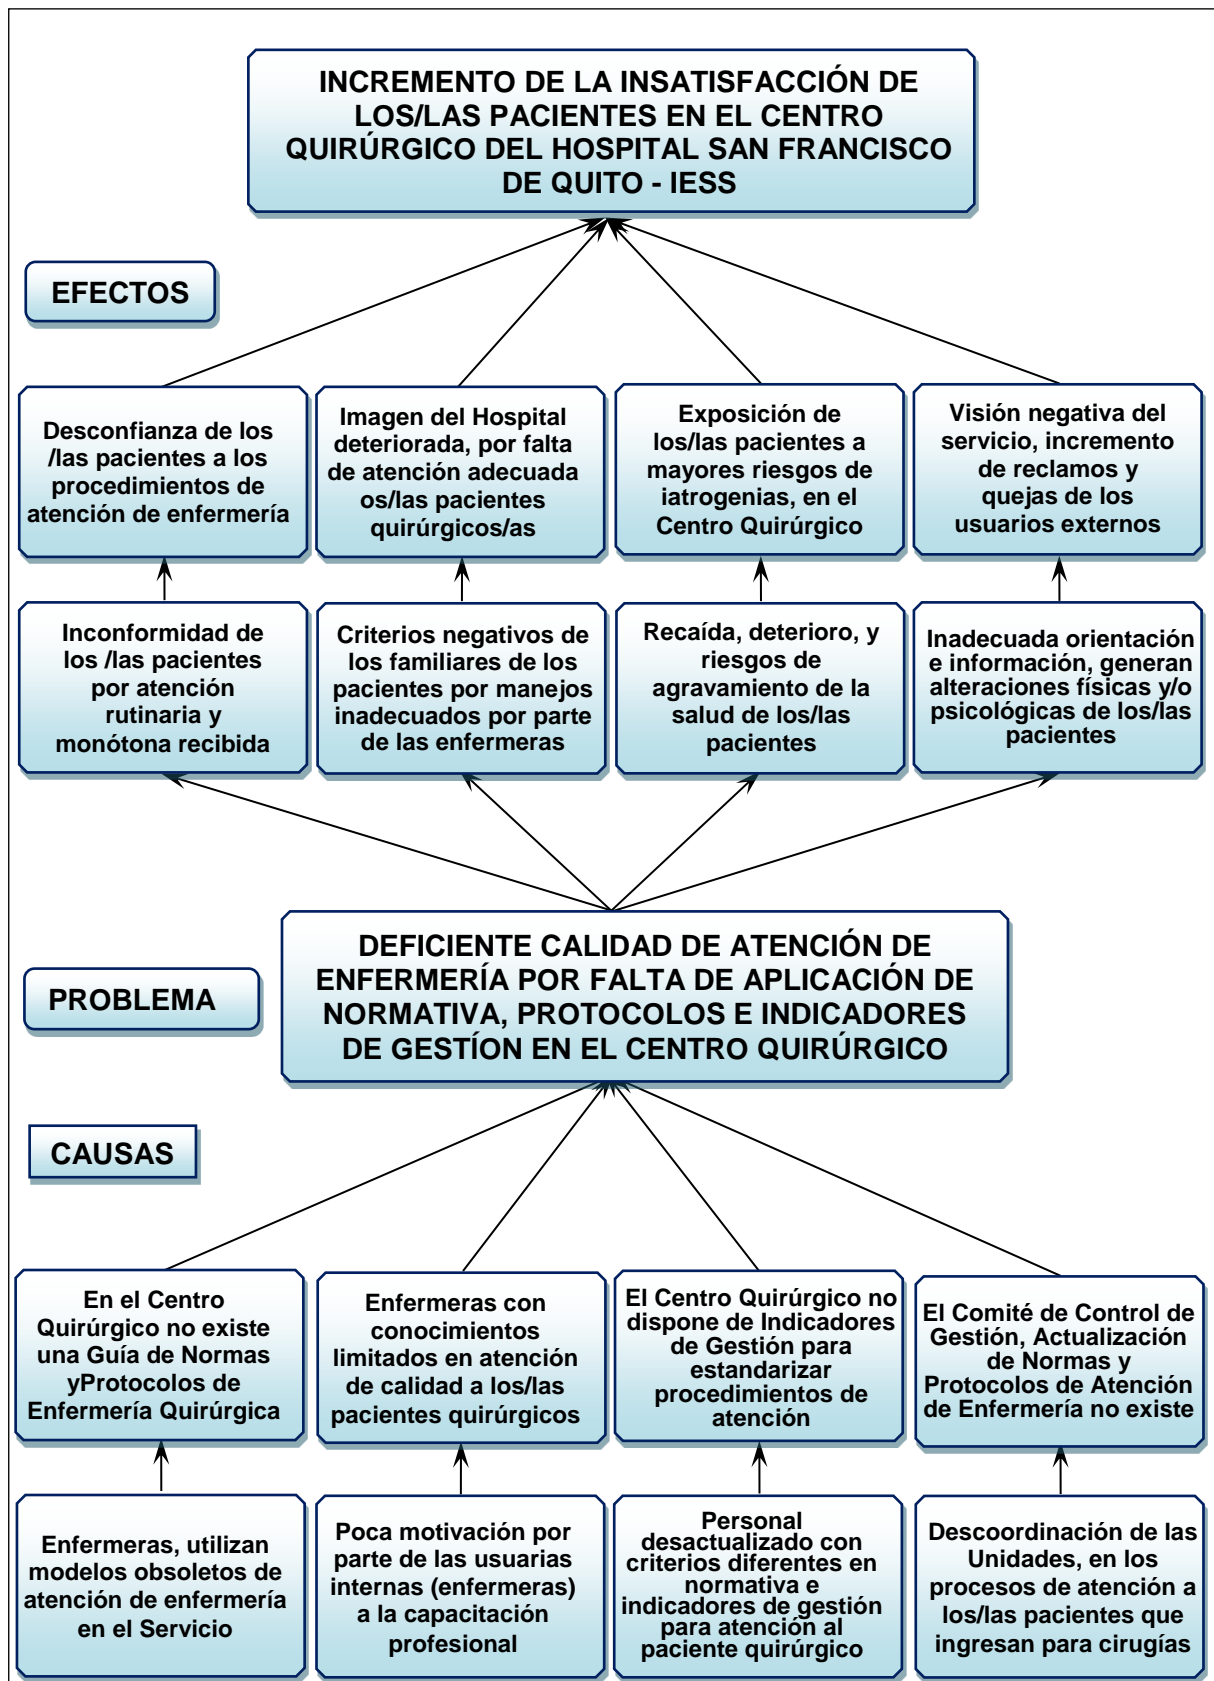 INCREMENTO DE LA INSATISFACCIÓN DE
LOS/LAS PACIENTES EN EL CENTRO
QUIRÚRGICO DEL HOSPITAL SAN FRANCISCO
DE QUITO - IESS
EFECTOS
Desconfianza de los
/las pacientes a los
procedimientos de
atención de enfermería
Imagen del Hospital
deteriorada, por falta
de atención adecuada
os/las pacientes
quirúrgicos/as
Exposición de
los/las pacientes a
mayores riesgos de
iatrogenias, en el
Centro Quirúrgico
Visión negativa del
servicio, incremento
de reclamos y
quejas de los
usuarios externos
Inconformidad de
los /las pacientes
por atención
rutinaria y
monótona recibida
Criterios negativos de
los familiares de los
pacientes por manejos
inadecuados por parte
de las enfermeras
Recaída, deterioro, y
riesgos de
agravamiento de la
salud de los/las
pacientes
Inadecuada orientación
e información, generan
alteraciones físicas y/o
psicológicas de los/las
pacientes
PROBLEMA
DEFICIENTE CALIDAD DE ATENCIÓN DE
ENFERMERÍA POR FALTA DE APLICACIÓN DE
NORMATIVA, PROTOCOLOS E INDICADORES
DE GESTÍON EN EL CENTRO QUIRÚRGICO
CAUSAS
En el Centro
Quirúrgico no existe
una Guía de Normas
yProtocolos de
Enfermería Quirúrgica
Enfermeras con
conocimientos
limitados en atención
de calidad a los/las
pacientes quirúrgicos
El Centro Quirúrgico no
dispone de Indicadores
de Gestión para
estandarizar
procedimientos de
atención
El Comité de Control de
Gestión, Actualización
de Normas y
Protocolos de Atención
de Enfermería no existe
Enfermeras, utilizan
modelos obsoletos de
atención de enfermería
en el Servicio
Poca motivación por
parte de las usuarias
internas (enfermeras)
a la capacitación
profesional
Personal
desactualizado con
criterios diferentes en
normativa e
indicadores de gestión
para atención al
paciente quirúrgico
Descoordinación de las
Unidades, en los
procesos de atención a
los/las pacientes que
ingresan para cirugías